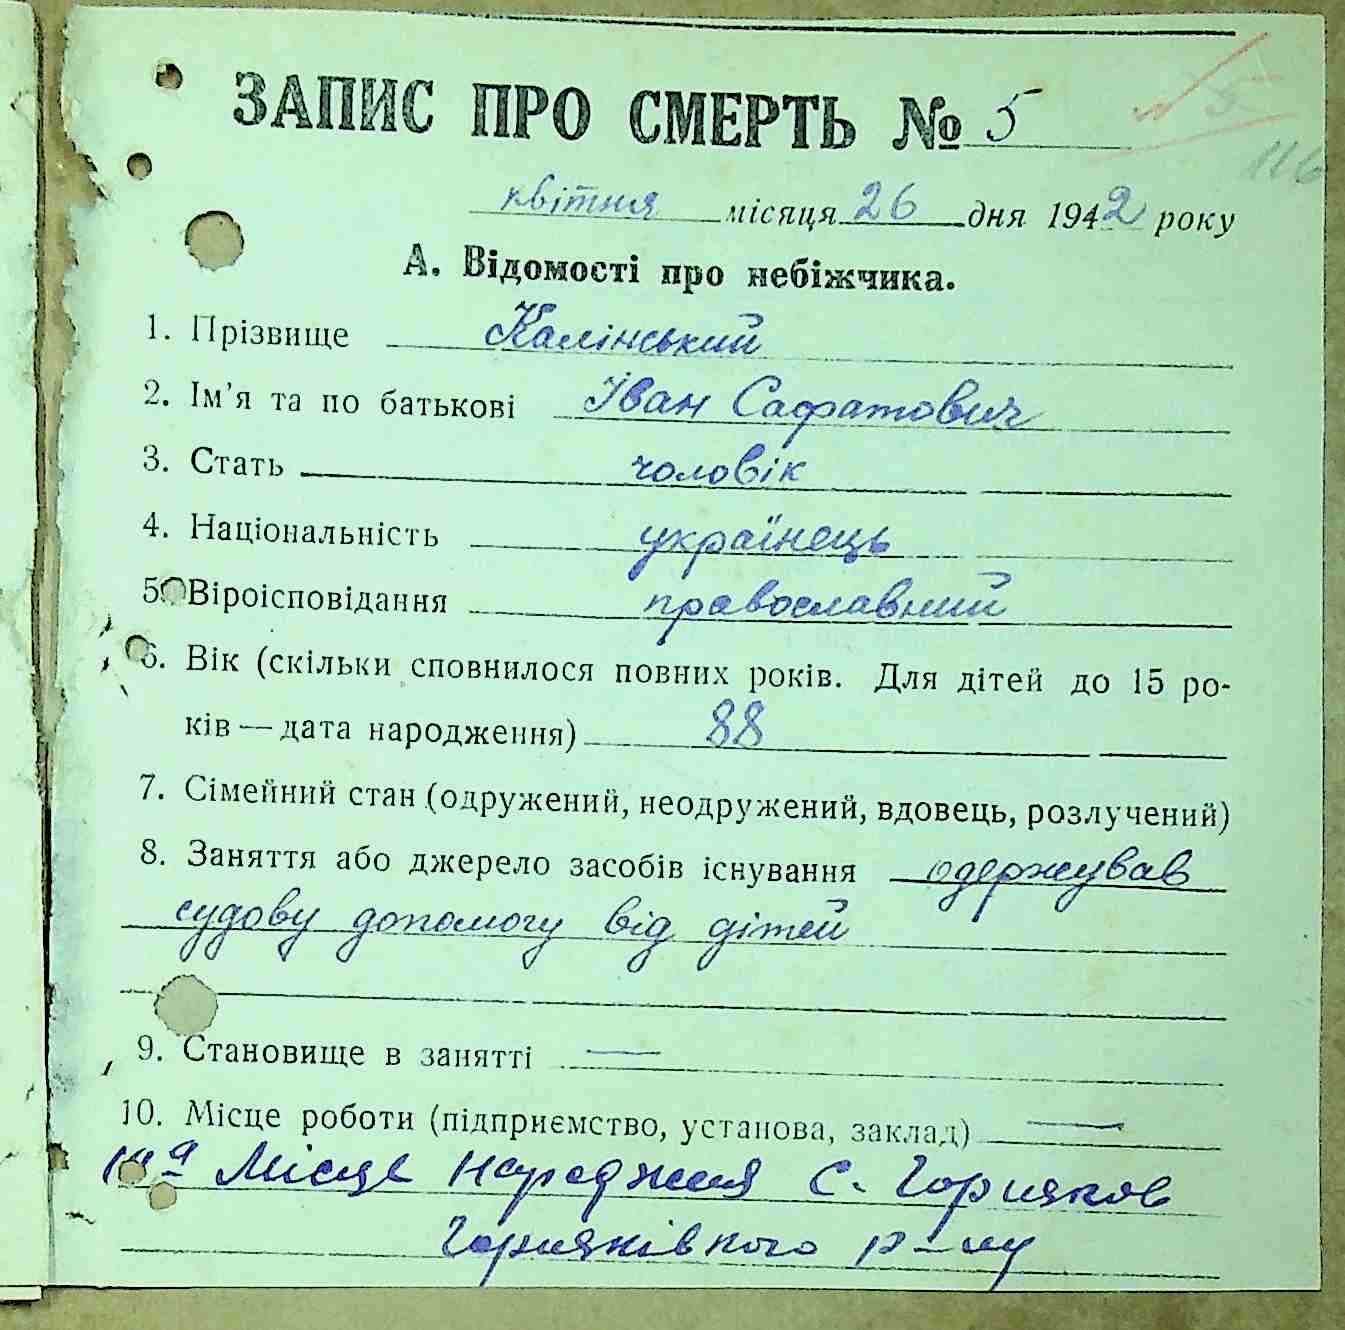 ЗАПИС ПРО СМЕРТЬ № 5
5
116
квітня місяця 26 дня 1942 року
А. Відомості про небіжчика.
1. Прізвище Калінський
2. Ім'я та по батькові Іван Сафатович
3. Стать чоловік
4. Національність українець
5. Віроісповідання православний
6. Вік (скільки сповнилося повних років. Для дітей до 15 ро-
ків — дата народження) 88
7. Сімейний стан (одружений, неодружений, вдовець, розлучений)
8. Заняття або джерело засобів існування одержував
судову допомогу від дітей
9. Становище в занятті —
10. Місце роботи (підприємство, установа, заклад) —
Місце народження с.
р-ну